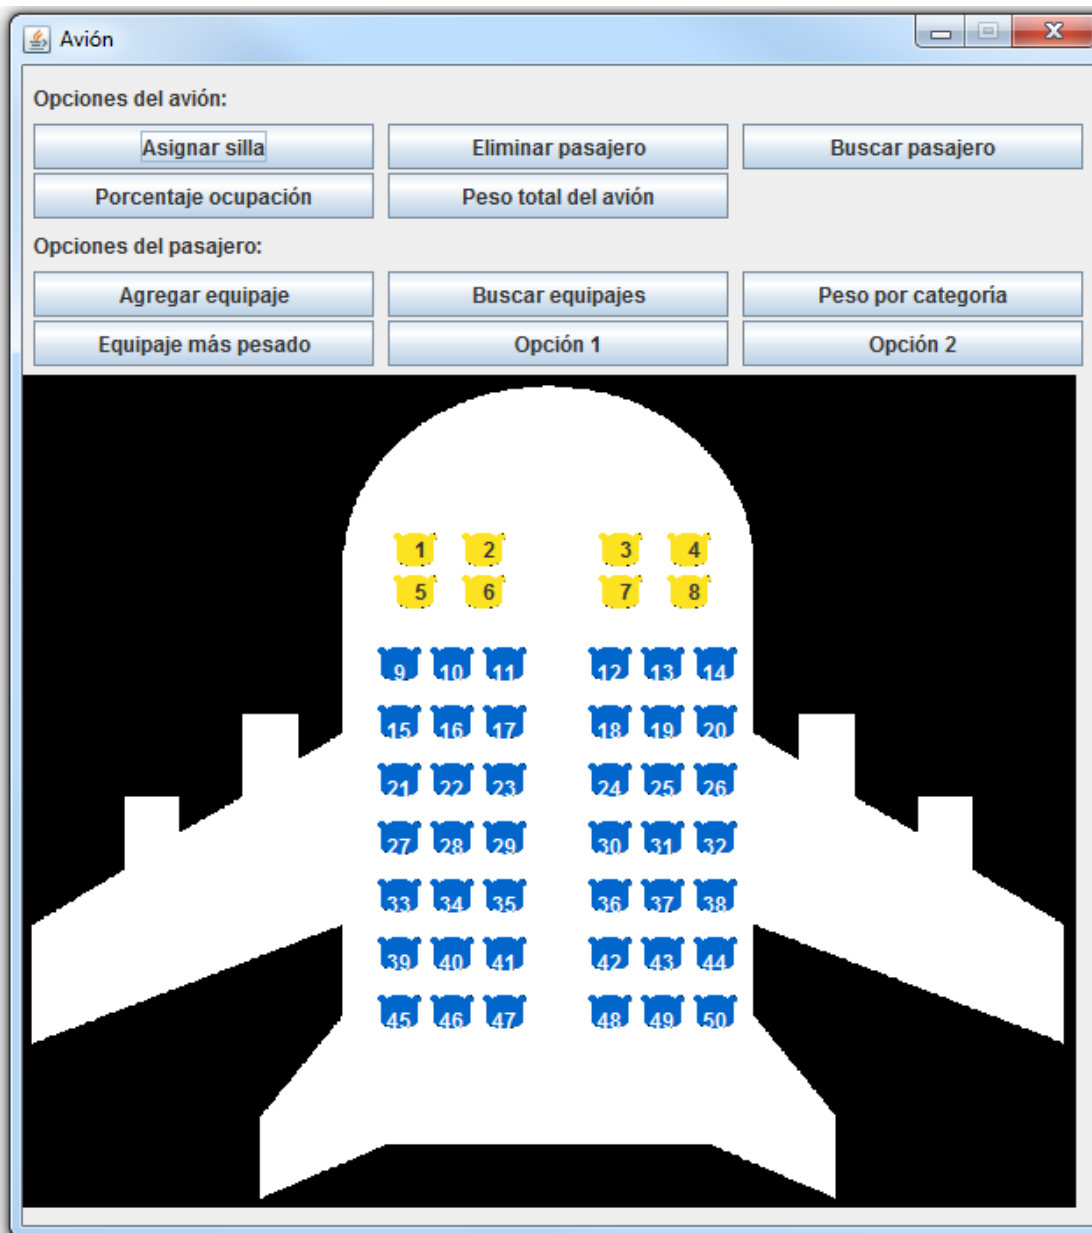 Avión
Opciones del avión:
Asignar silla Eliminar pasajero Buscar pasajero
Porcentaje ocupación Peso total del avión
Opciones del pasajero:
Agregar equipaje Buscar equipajes Peso por categoría
Equipaje más pesado Opción 1 Opción 2
1 2 3 4
5 6 7 8
9 10 11 12 13 14
15 16 17 18 19 20
21 22 23 24 25 26
27 28 29 30 31 32
33 34 35 36 37 38
39 40 41 42 43 44
45 46 47 48 49 50